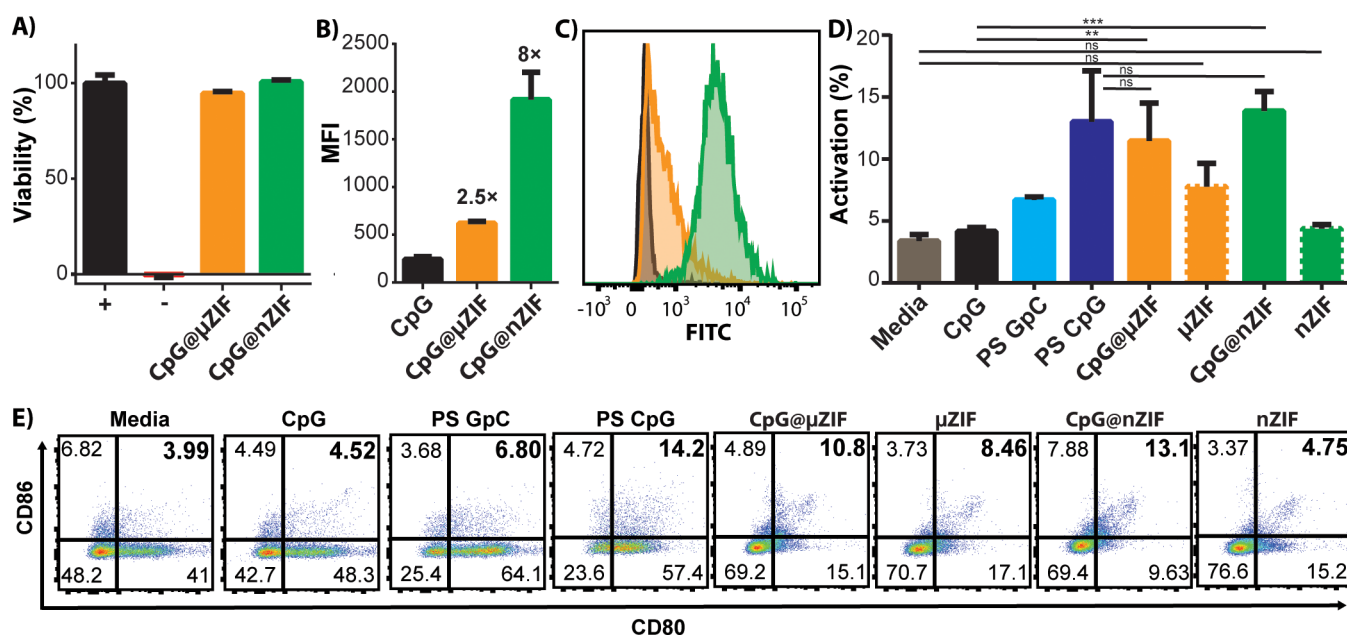 A)
Viability (%)
100
50
0
+
-
CpG@µZIF
CpG@nZIF
B)
MFI
2500
2000
1500
1000
500
0
2.5×
8×
CpG
CpG@µZIF
CpG@nZIF
C)
-10³ 0 10³ 10⁴ 10⁵
FITC
D)
Activation (%)
20
15
10
5
0
***
**
ns
ns
ns
ns
Media
CpG
PS GpC
PS CpG
CpG@µZIF
µZIF
CpG@nZIF
nZIF
E)
Media CpG PS GpC PS CpG CpG@µZIF µZIF CpG@nZIF nZIF
6.82 3.99 4.49 4.52 3.68 6.80 4.72 14.2 4.89 10.8 3.73 8.46 7.88 13.1 3.37 4.75
CD86
48.2 41 42.7 48.3 25.4 64.1 23.6 57.4 69.2 15.1 70.7 17.1 69.4 9.63 76.6 15.2
CD80